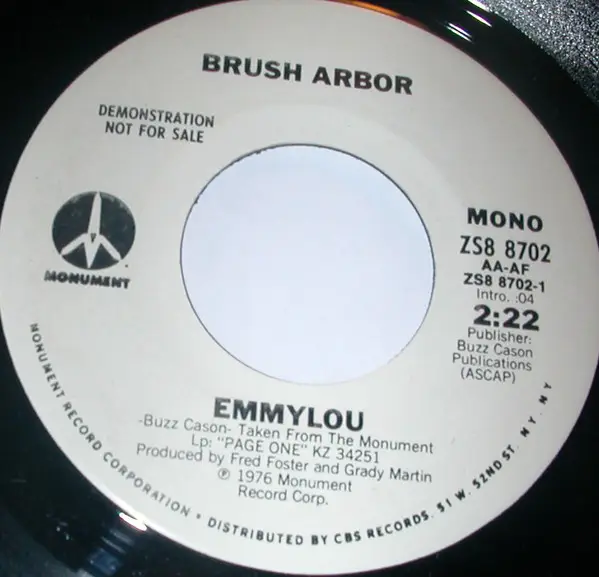 BRUSH ARBOR
DEMONSTRATION
NOT FOR SALE
MONUMENT
MONO
ZS8 8702
AA-AF
ZS8 8702-1
Intro. :04
2:22
Publisher:
Buzz Cason
Publications
(ASCAP)
EMMYLOU
-Buzz Cason- Taken From The Monument
Lp: "PAGE ONE" KZ 34251
Produced by Fred Foster and Grady Martin
℗ 1976 Monument
Record Corp.
MONUMENT RECORD CORPORATION • DISTRIBUTED BY CBS RECORDS. 51 W. 52ND ST. NY. NY